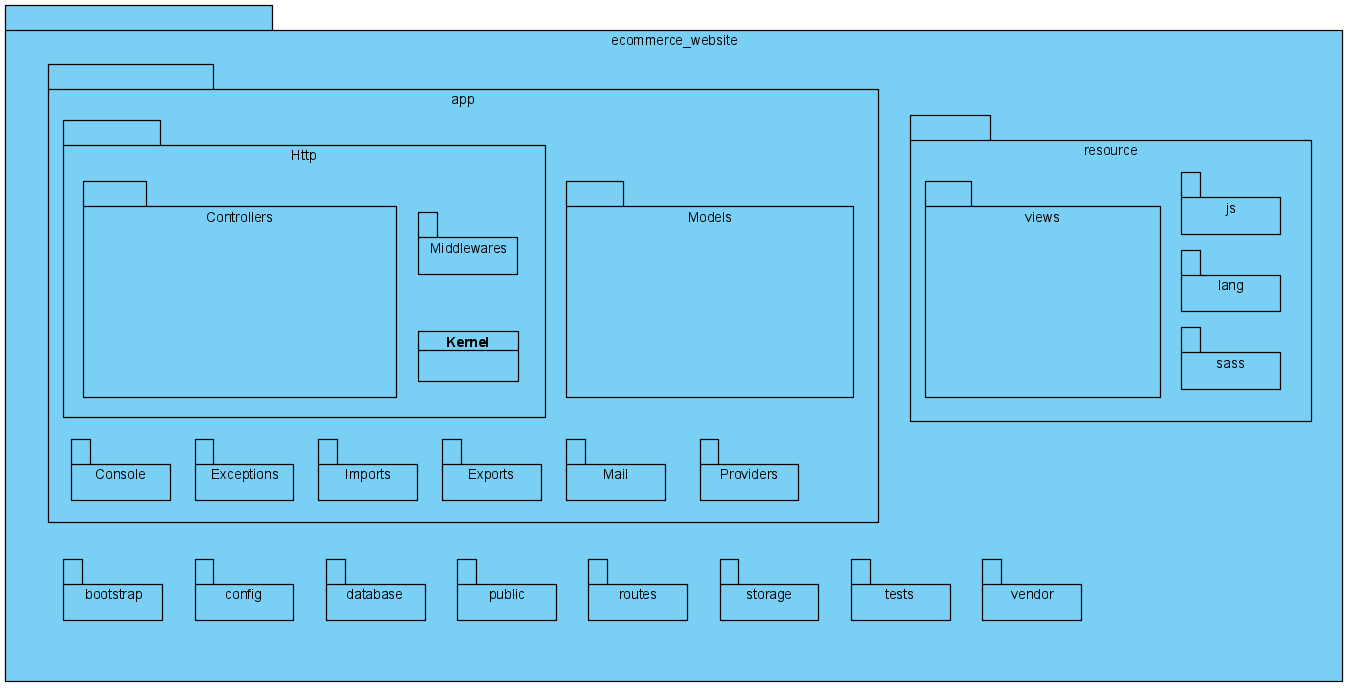 ecommerce_website
app
Http
Controllers
Middlewares
Kernel
Models
Console
Exceptions
Imports
Exports
Mail
Providers
resource
views
js
lang
sass
bootstrap
config
database
public
routes
storage
tests
vendor